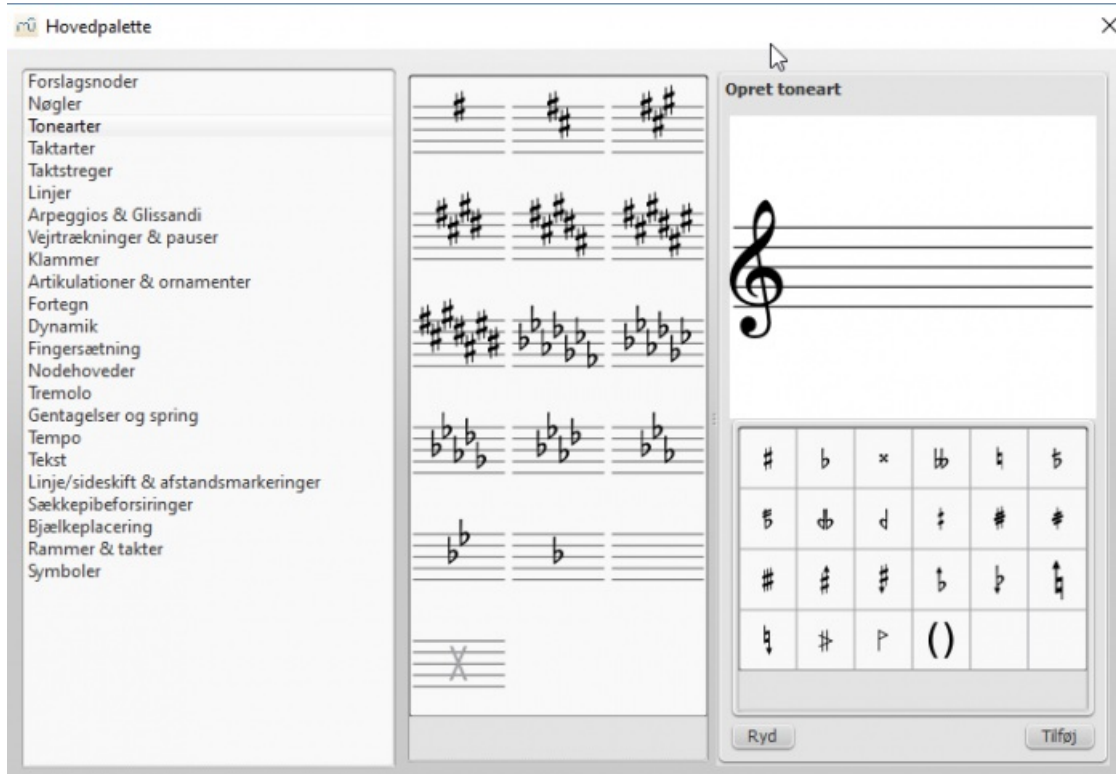 Hovedpalette
Forslagsnoder
Nøgler
Tonearter
Taktarter
Taktstreger
Linjer
Arpeggios & Glissandi
Vejrtrækninger & pauser
Klammer
Artikulationer & ornamenter
Fortegn
Dynamik
Fingersætning
Nodehoveder
Tremolo
Gentagelser og spring
Tempo
Tekst
Linje/sideskift & afstandsmarkeringer
Sækkepibeforsiringer
Bjælkeplacering
Rammer & takter
Symboler
Opret toneart
Ryd
Tilføj